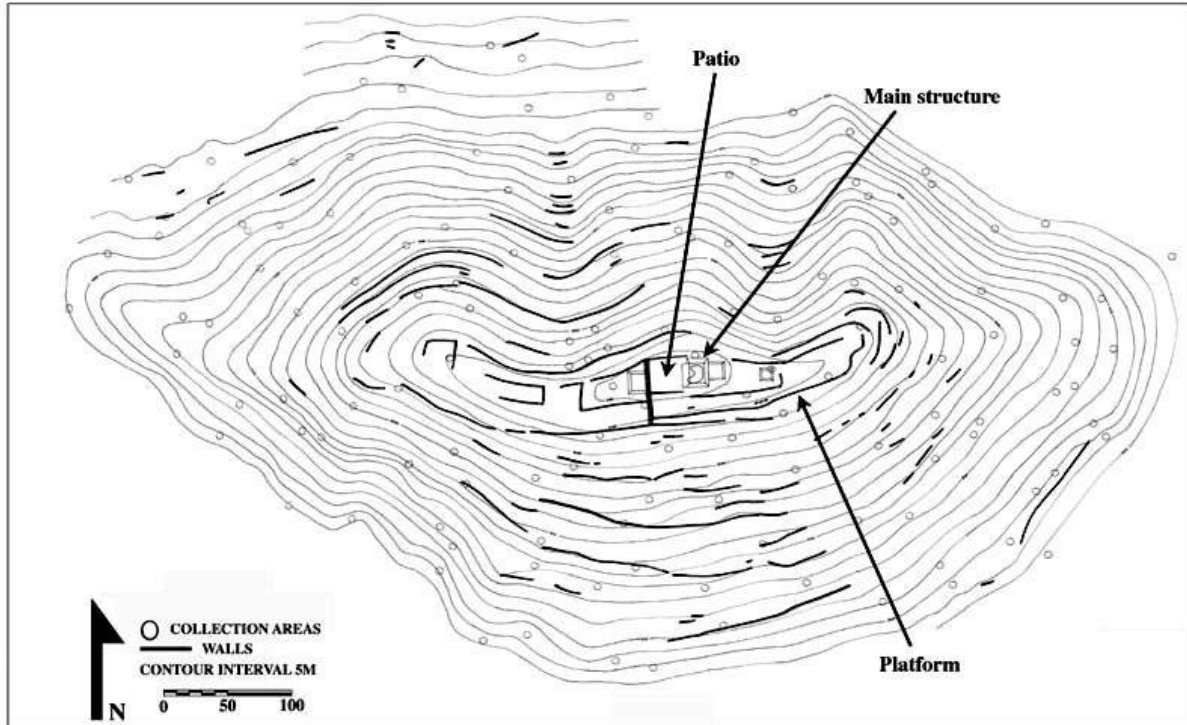 Patio
Main structure
Platform
COLLECTION AREAS
WALLS
CONTOUR INTERVAL 5M
0 50 100
N